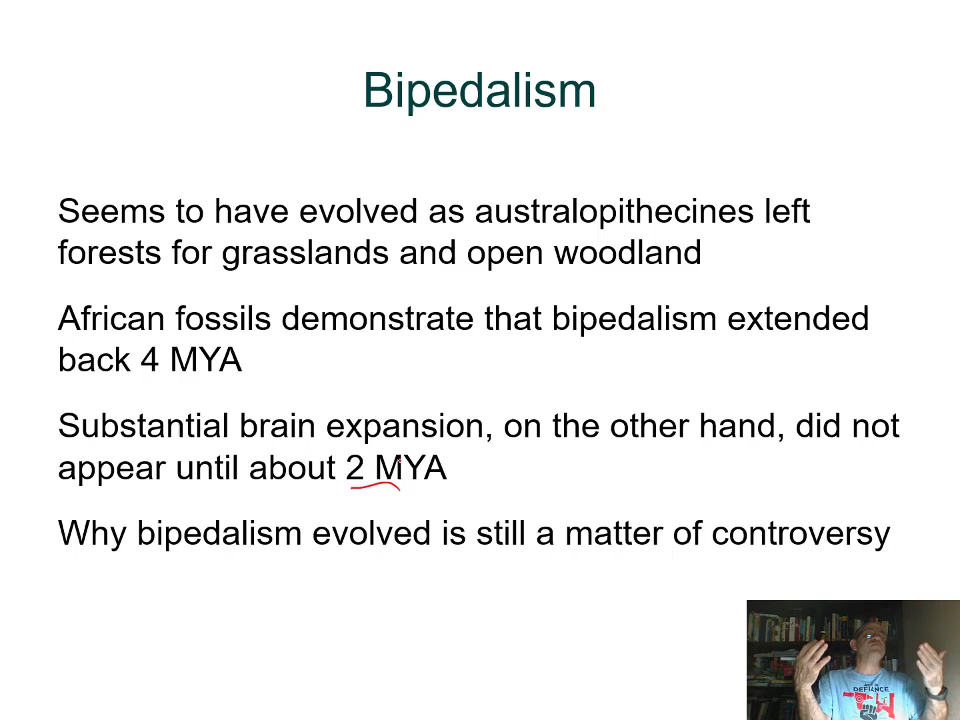 Bipedalism
Seems to have evolved as australopithecines left
forests for grasslands and open woodland
African fossils demonstrate that bipedalism extended
back 4 MYA
Substantial brain expansion, on the other hand, did not
appear until about 2 MYA
Why bipedalism evolved is still a matter of controversy
DEFIANCE